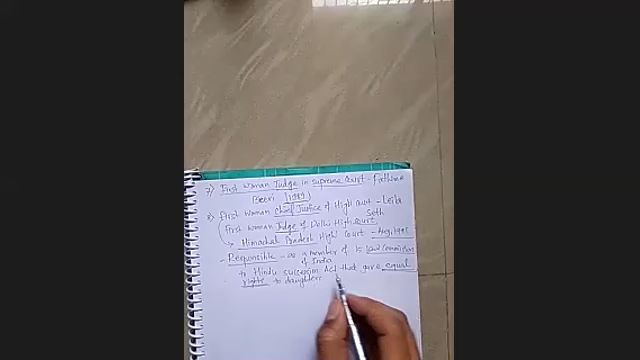 7) First woman Judge in supreme court - Fathima
Beevi (1989)
8) First woman chief Justice of High court - Leila
Seth
First woman Judge of Delhi High court
→ Himachal Pradesh High court - Aug, 1991
- Responsible - as a member of 15 law Commission
of India
to Hindu succession Act that gave equal
rights to daughters